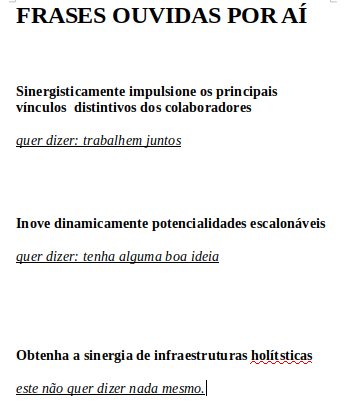 FRASES OUVIDAS POR AÍ
Sinergisticamente impulsione os principais
vínculos  distintivos dos colaboradores
quer dizer: trabalhem juntos
Inove dinamicamente potencialidades escalonáveis
quer dizer: tenha alguma boa ideia
Obtenha a sinergia de infraestruturas holítsticas
este não quer dizer nada mesmo.